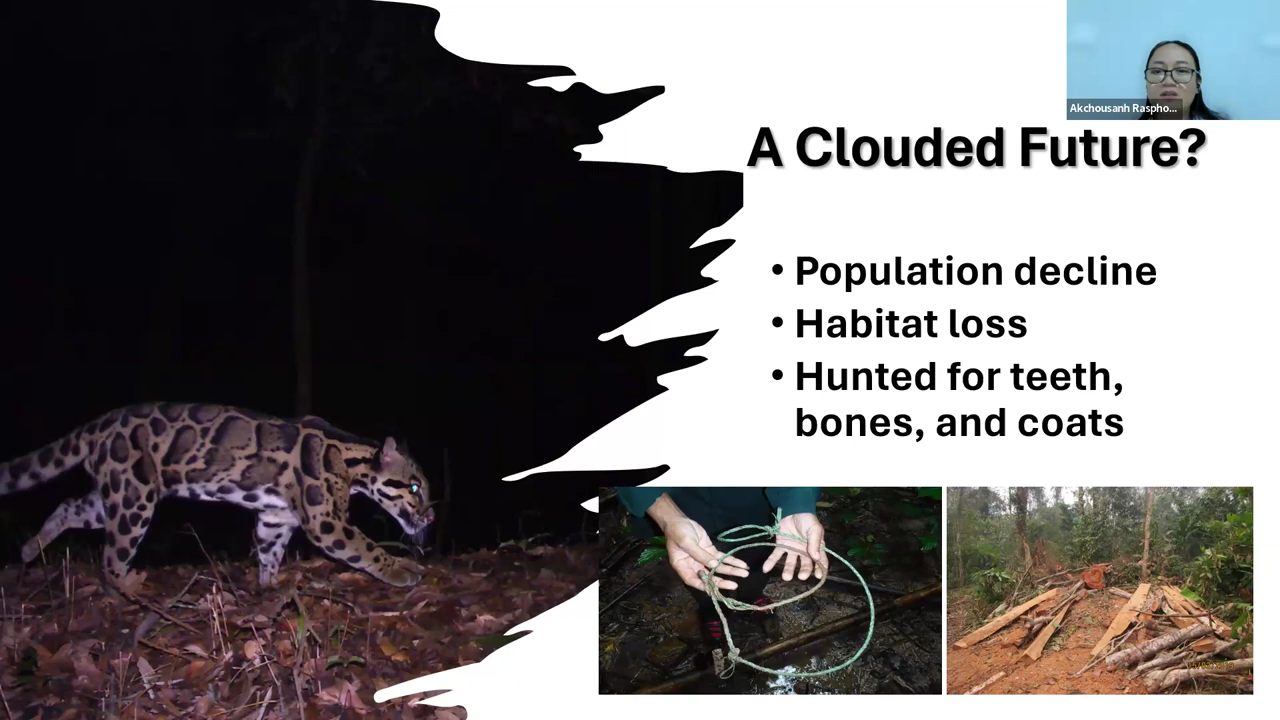 Akchousanh Raspho...
A Clouded Future?
• Population decline
• Habitat loss
• Hunted for teeth,
bones, and coats